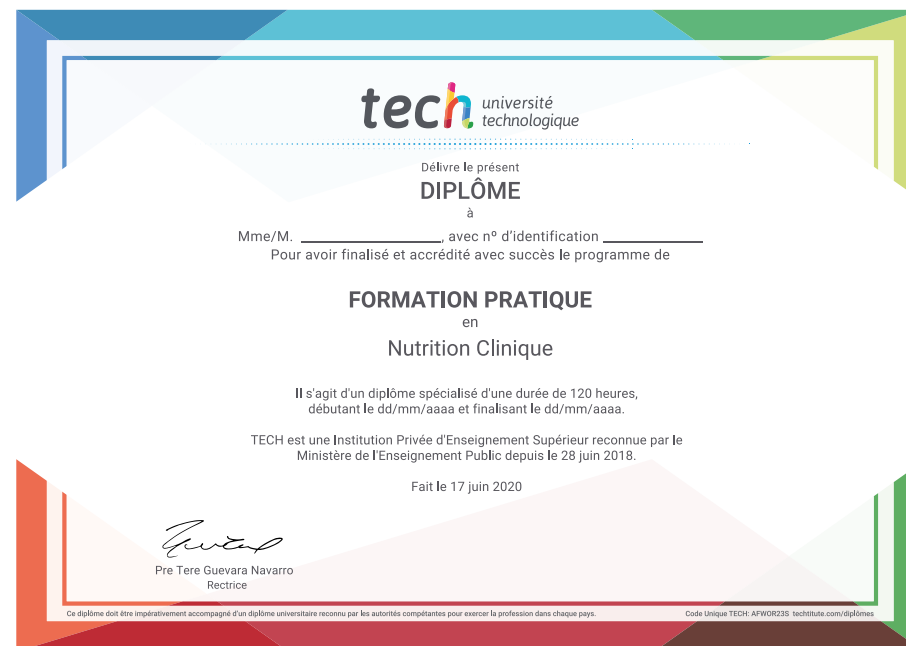 tech université
technologique
Délivre le présent
DIPLÔME
à
Mme/M. ____________________, avec nº d'identification ______________
Pour avoir finalisé et accrédité avec succès le programme de
FORMATION PRATIQUE
en
Nutrition Clinique
Il s'agit d'un diplôme spécialisé d'une durée de 120 heures,
débutant le dd/mm/aaaa et finalisant le dd/mm/aaaa.
TECH est une Institution Privée d'Enseignement Supérieur reconnue par le
Ministère de l'Enseignement Public depuis le 28 juin 2018.
Fait le 17 juin 2020
Pre Tere Guevara Navarro
Rectrice
Ce diplôme doit être impérativement accompagné d'un diplôme universitaire reconnu par les autorités compétantes pour exercer la profession dans chaque pays.
Code Unique TECH: AFWOR23S techtitute.com/diplômes